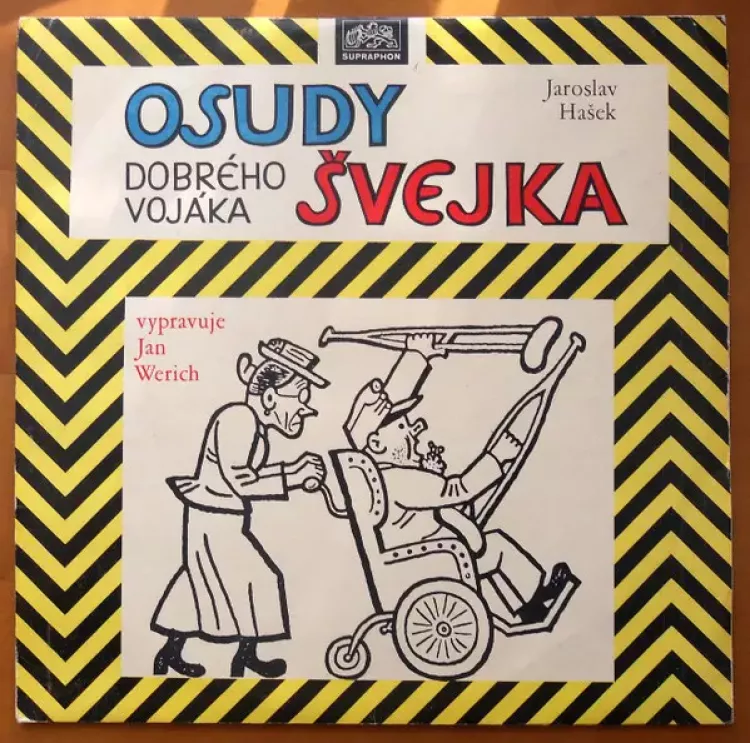 SUPRAPHON
Jaroslav
Hašek
OSUDY
DOBRÉHO
VOJÁKA
ŠVEJKA
vypravuje
Jan
Werich